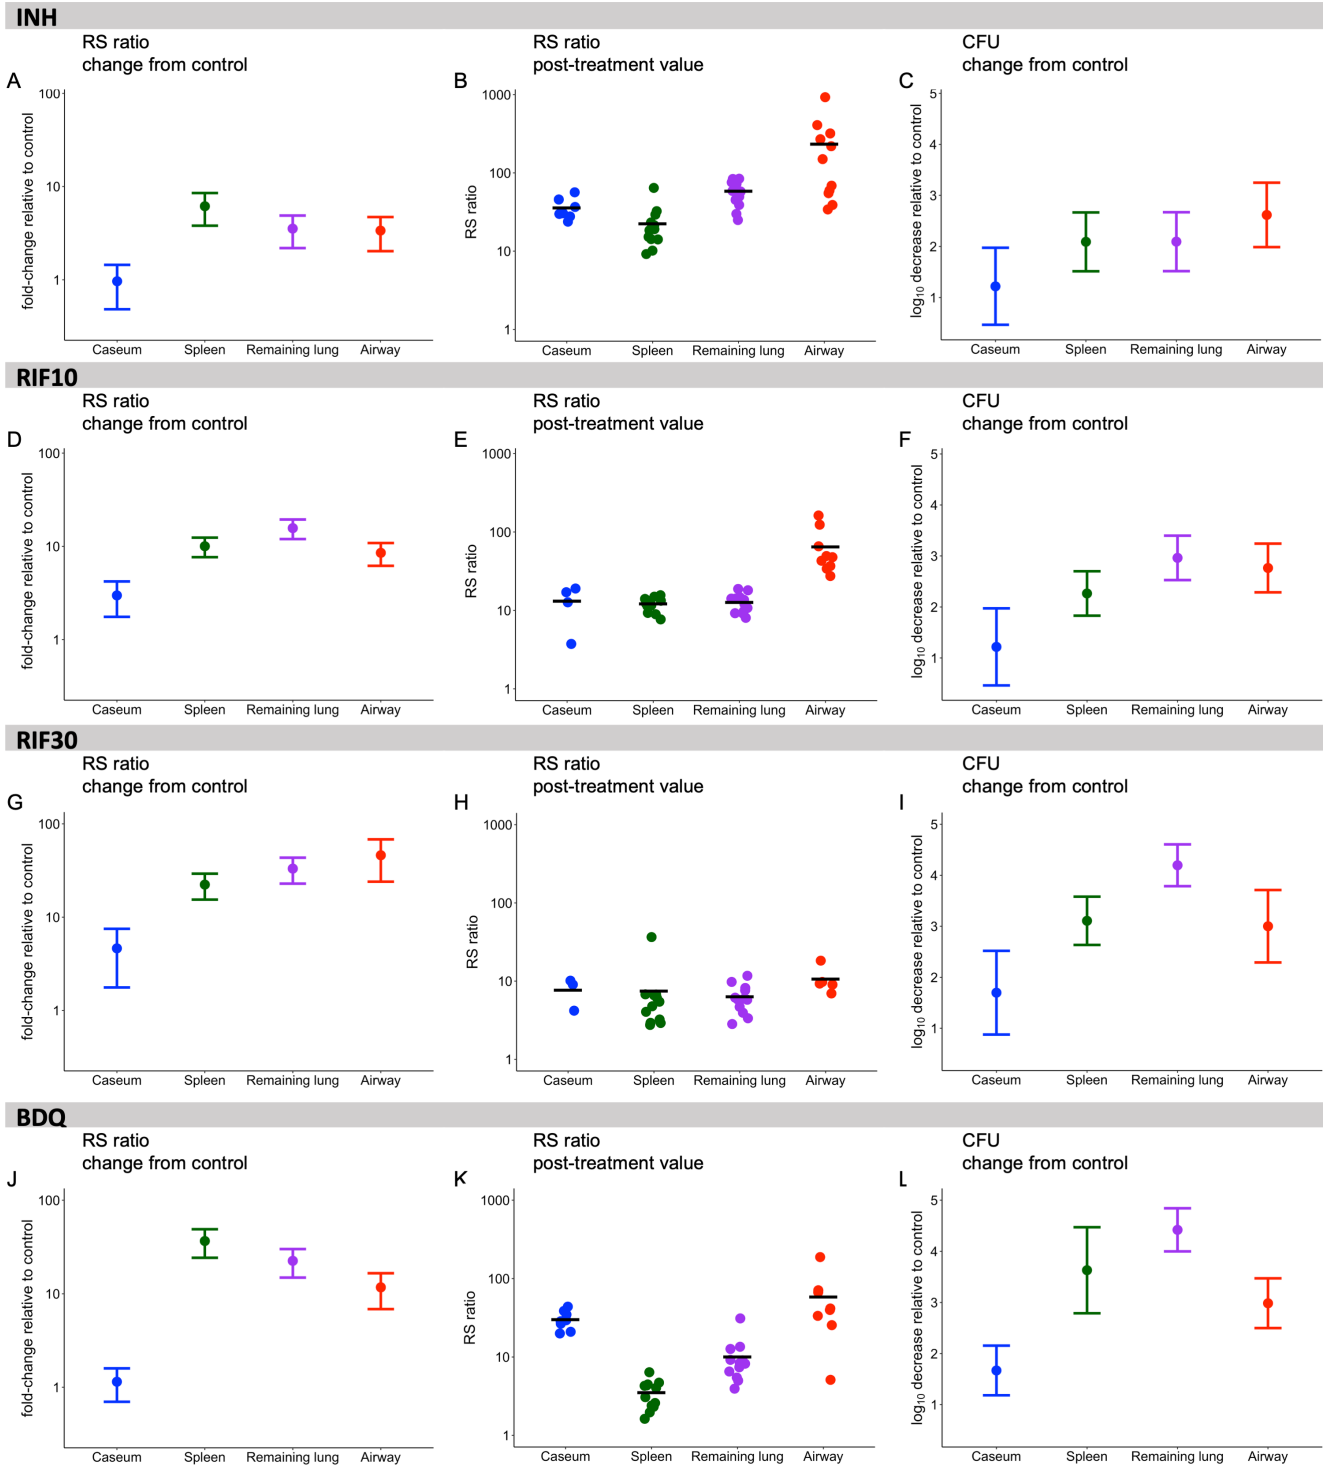 INH
RS ratio
change from control
RS ratio
post-treatment value
CFU
change from control
A
B
C
fold-change relative to control
100
10
1
Caseum Spleen Remaining lung Airway
RS ratio
1000
100
10
1
Caseum Spleen Remaining lung Airway
log10 decrease relative to control
5
4
3
2
1
Caseum Spleen Remaining lung Airway
RIF10
RS ratio
change from control
RS ratio
post-treatment value
CFU
change from control
D
E
F
fold-change relative to control
100
10
1
Caseum Spleen Remaining lung Airway
RS ratio
1000
100
10
1
Caseum Spleen Remaining lung Airway
log10 decrease relative to control
5
4
3
2
1
Caseum Spleen Remaining lung Airway
RIF30
RS ratio
change from control
RS ratio
post-treatment value
CFU
change from control
G
H
I
fold-change relative to control
100
10
1
Caseum Spleen Remaining lung Airway
RS ratio
1000
100
10
1
Caseum Spleen Remaining lung Airway
log10 decrease relative to control
5
4
3
2
1
Caseum Spleen Remaining lung Airway
BDQ
RS ratio
change from control
RS ratio
post-treatment value
CFU
change from control
J
K
L
fold-change relative to control
100
10
1
Caseum Spleen Remaining lung Airway
RS ratio
1000
100
10
1
Caseum Spleen Remaining lung Airway
log10 decrease relative to control
5
4
3
2
1
Caseum Spleen Remaining lung Airway